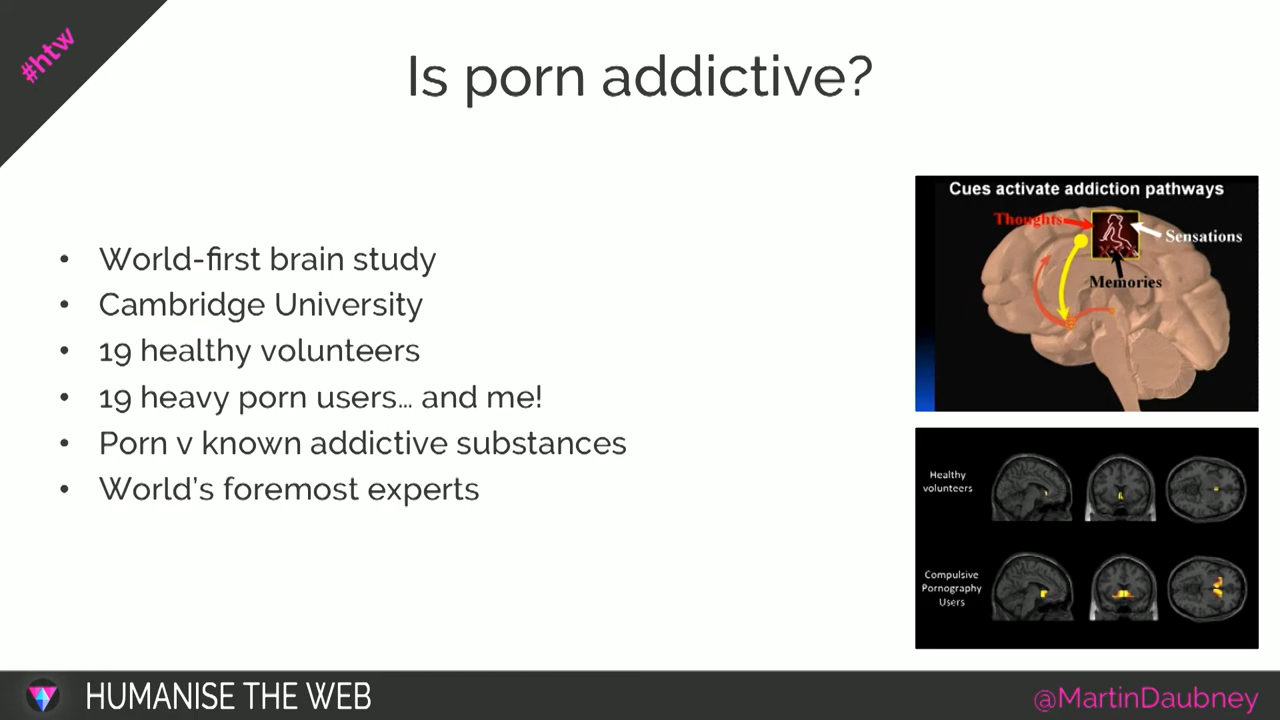 #htw
Is porn addictive?
• World-first brain study
• Cambridge University
• 19 healthy volunteers
• 19 heavy porn users... and me!
• Porn v known addictive substances
• World's foremost experts
Cues activate addiction pathways
Thoughts
Sensations
XXX
Memories
Healthy
volunteers
Compulsive
Pornography
Users
HUMANISE THE WEB
@MartinDaubney